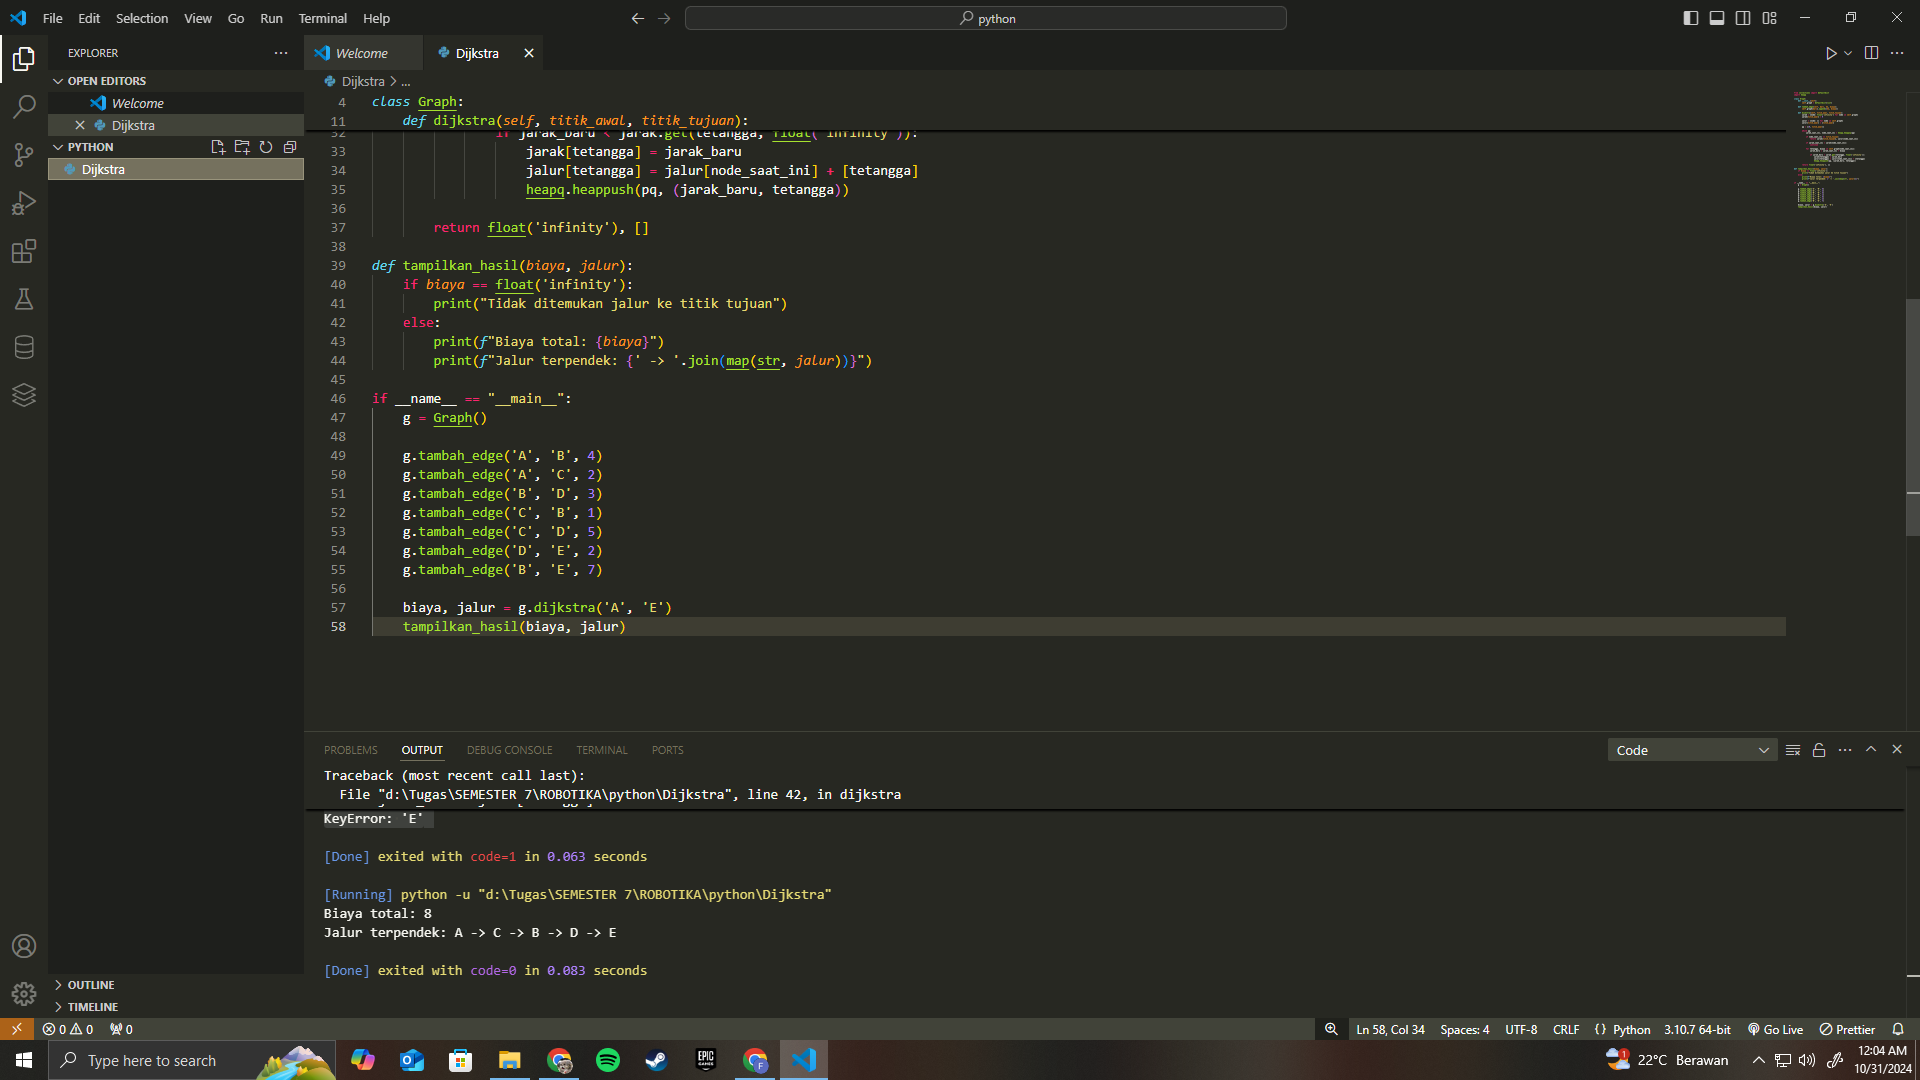 File Edit Selection View Go Run Terminal Help
python
EXPLORER
Welcome
Dijkstra
OPEN EDITORS
Welcome
Dijkstra
PYTHON
Dijkstra
OUTLINE
TIMELINE
Dijkstra > ...
4 class Graph:
11 def dijkstra(self, titik_awal, titik_tujuan):
32 if jarak_baru < jarak.get(tetangga, float('infinity')):
33 jarak[tetangga] = jarak_baru
34 jalur[tetangga] = jalur[node_saat_ini] + [tetangga]
35 heapq.heappush(pq, (jarak_baru, tetangga))
36
37 return float('infinity'), []
38
39 def tampilkan_hasil(biaya, jalur):
40 if biaya == float('infinity'):
41 print("Tidak ditemukan jalur ke titik tujuan")
42 else:
43 print(f"Biaya total: {biaya}")
44 print(f"Jalur terpendek: {' -> '.join(map(str, jalur))}")
45
46 if __name__ == "__main__":
47 g = Graph()
48
49 g.tambah_edge('A', 'B', 4)
50 g.tambah_edge('A', 'C', 2)
51 g.tambah_edge('B', 'D', 3)
52 g.tambah_edge('C', 'B', 1)
53 g.tambah_edge('C', 'D', 5)
54 g.tambah_edge('D', 'E', 2)
55 g.tambah_edge('B', 'E', 7)
56
57 biaya, jalur = g.dijkstra('A', 'E')
58 tampilkan_hasil(biaya, jalur)
PROBLEMS OUTPUT DEBUG CONSOLE TERMINAL PORTS
Code
Traceback (most recent call last):
File "d:\Tugas\SEMESTER 7\ROBOTIKA\python\Dijkstra", line 42, in dijkstra
KeyError: 'E'
[Done] exited with code=1 in 0.063 seconds
[Running] python -u "d:\Tugas\SEMESTER 7\ROBOTIKA\python\Dijkstra"
Biaya total: 8
Jalur terpendek: A -> C -> B -> D -> E
[Done] exited with code=0 in 0.083 seconds
0 0 0
Ln 58, Col 34 Spaces: 4 UTF-8 CRLF {} Python 3.10.7 64-bit Go Live Prettier
Type here to search
EPIC GAMES
F
1 22°C Berawan
12:04 AM
10/31/2024